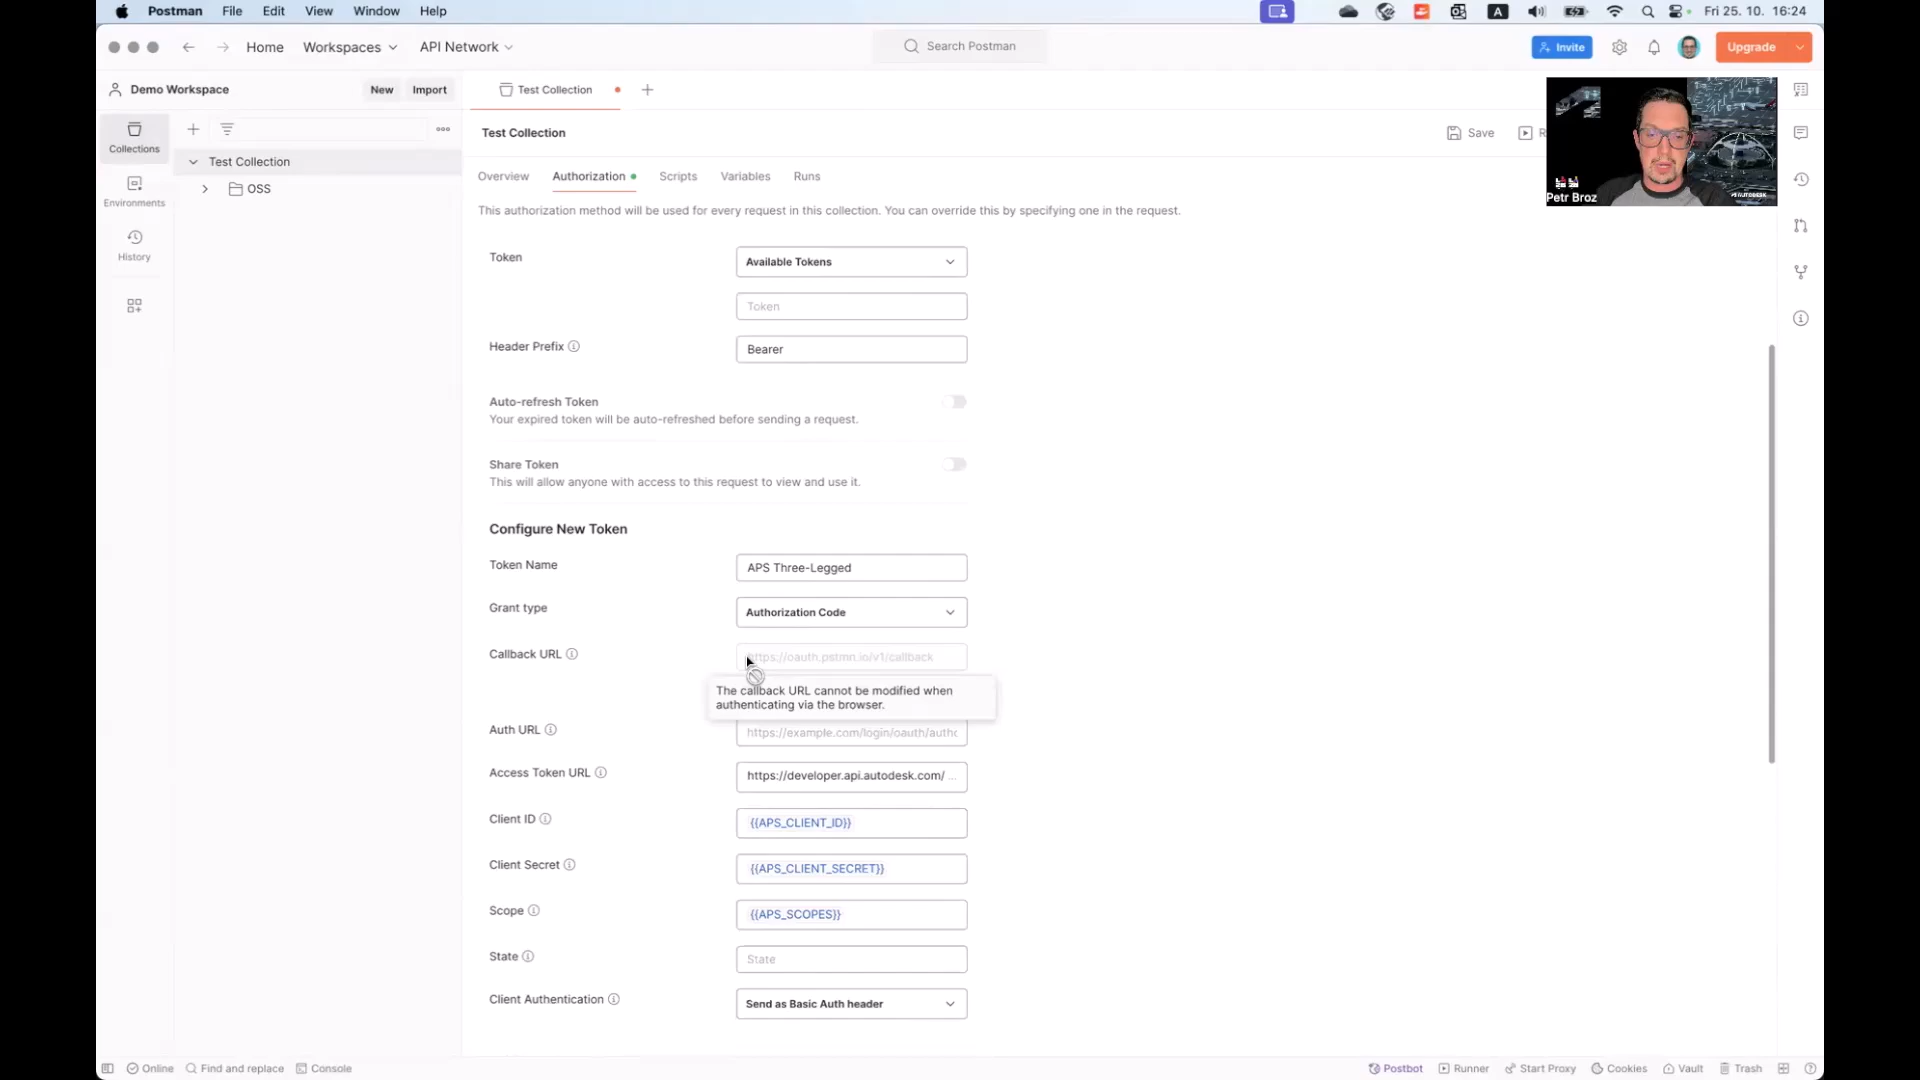 Postman File Edit View Window Help
A Fri 25. 10. 16:24
Home Workspaces API Network Search Postman Invite Upgrade
Demo Workspace New Import Test Collection
Collections
Test Collection
OSS
Environments
History
Test Collection Save
Overview Authorization Scripts Variables Runs
Petr Broz
AUTODESK
This authorization method will be used for every request in this collection. You can override this by specifying one in the request.
Token Available Tokens
Token
Header Prefix Bearer
Auto-refresh Token
Your expired token will be auto-refreshed before sending a request.
Share Token
This will allow anyone with access to this request to view and use it.
Configure New Token
Token Name APS Three-Legged
Grant type Authorization Code
Callback URL https://oauth.pstmn.io/v1/callback
The callback URL cannot be modified when
authenticating via the browser.
Auth URL https://example.com/login/oauth/autho
Access Token URL https://developer.api.autodesk.com/ ...
Client ID {{APS_CLIENT_ID}}
Client Secret {{APS_CLIENT_SECRET}}
Scope {{APS_SCOPES}}
State State
Client Authentication Send as Basic Auth header
Online Find and replace Console Postbot Runner Start Proxy Cookies Vault Trash